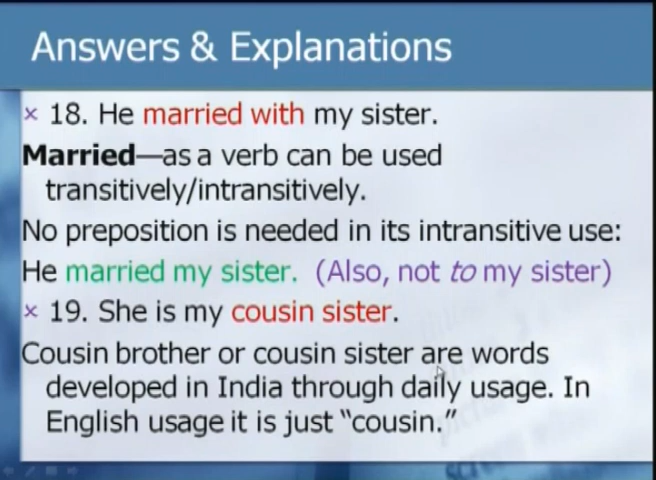 Answers & Explanations
× 18. He married with my sister.
Married—as a verb can be used
transitively/intransitively.
No preposition is needed in its intransitive use:
He married my sister. (Also, not to my sister)
× 19. She is my cousin sister.
Cousin brother or cousin sister are words
developed in India through daily usage. In
English usage it is just “cousin.”